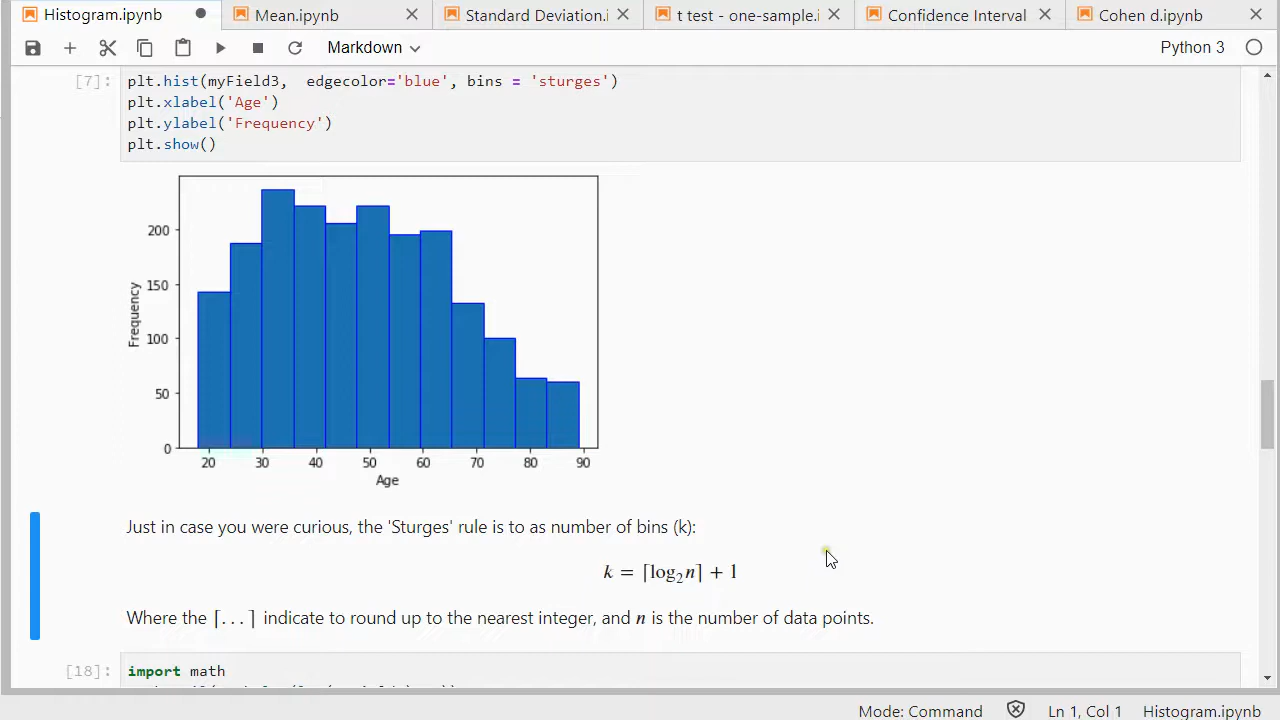 Histogram.ipynb Mean.ipynb Standard Deviation.i t test - one-sample.i Confidence Interval Cohen d.ipynb
Markdown Python 3
[7]: plt.hist(myField3, edgecolor='blue', bins = 'sturges')
plt.xlabel('Age')
plt.ylabel('Frequency')
plt.show()
200
150
100
50
0
Frequency
20 30 40 50 60 70 80 90
Age
Just in case you were curious, the 'Sturges' rule is to as number of bins (k):
k = ⌈log₂n⌉ + 1
Where the ⌈...⌉ indicate to round up to the nearest integer, and n is the number of data points.
[18]: import math
Mode: Command Ln 1, Col 1 Histogram.ipynb